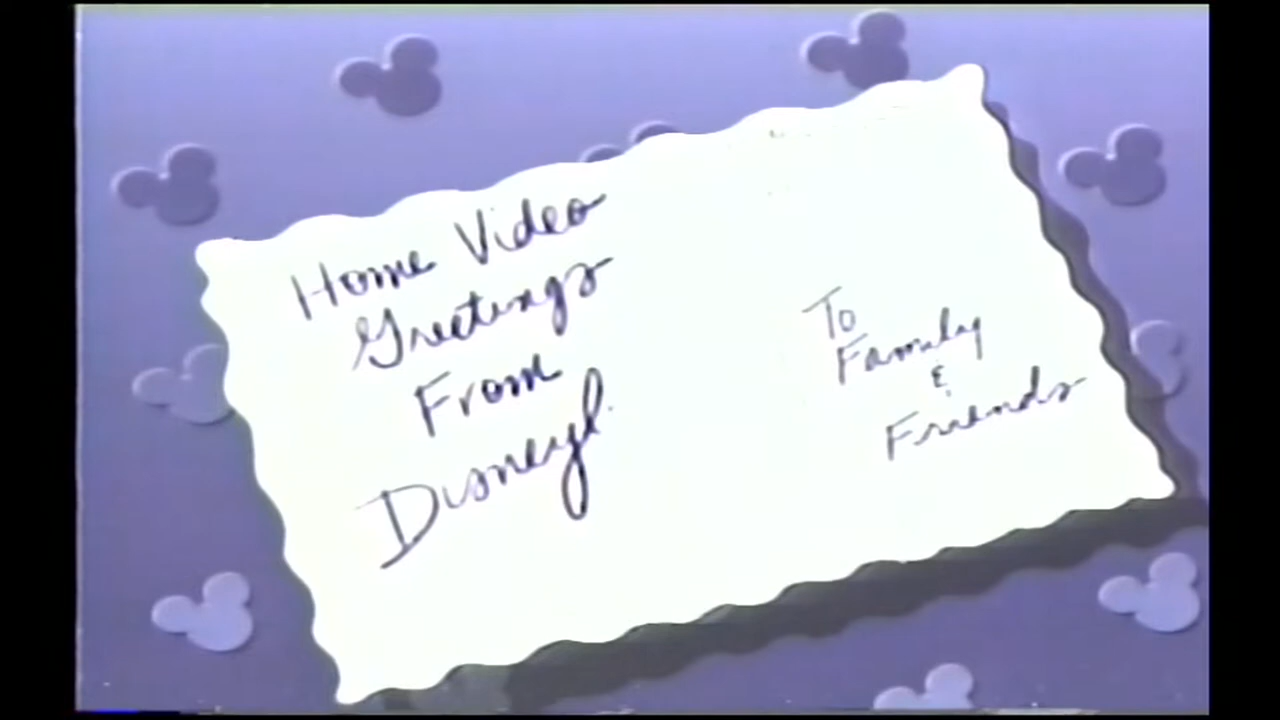 Home Video
Greetings
From
Disneyl
To
Family
&
Friends